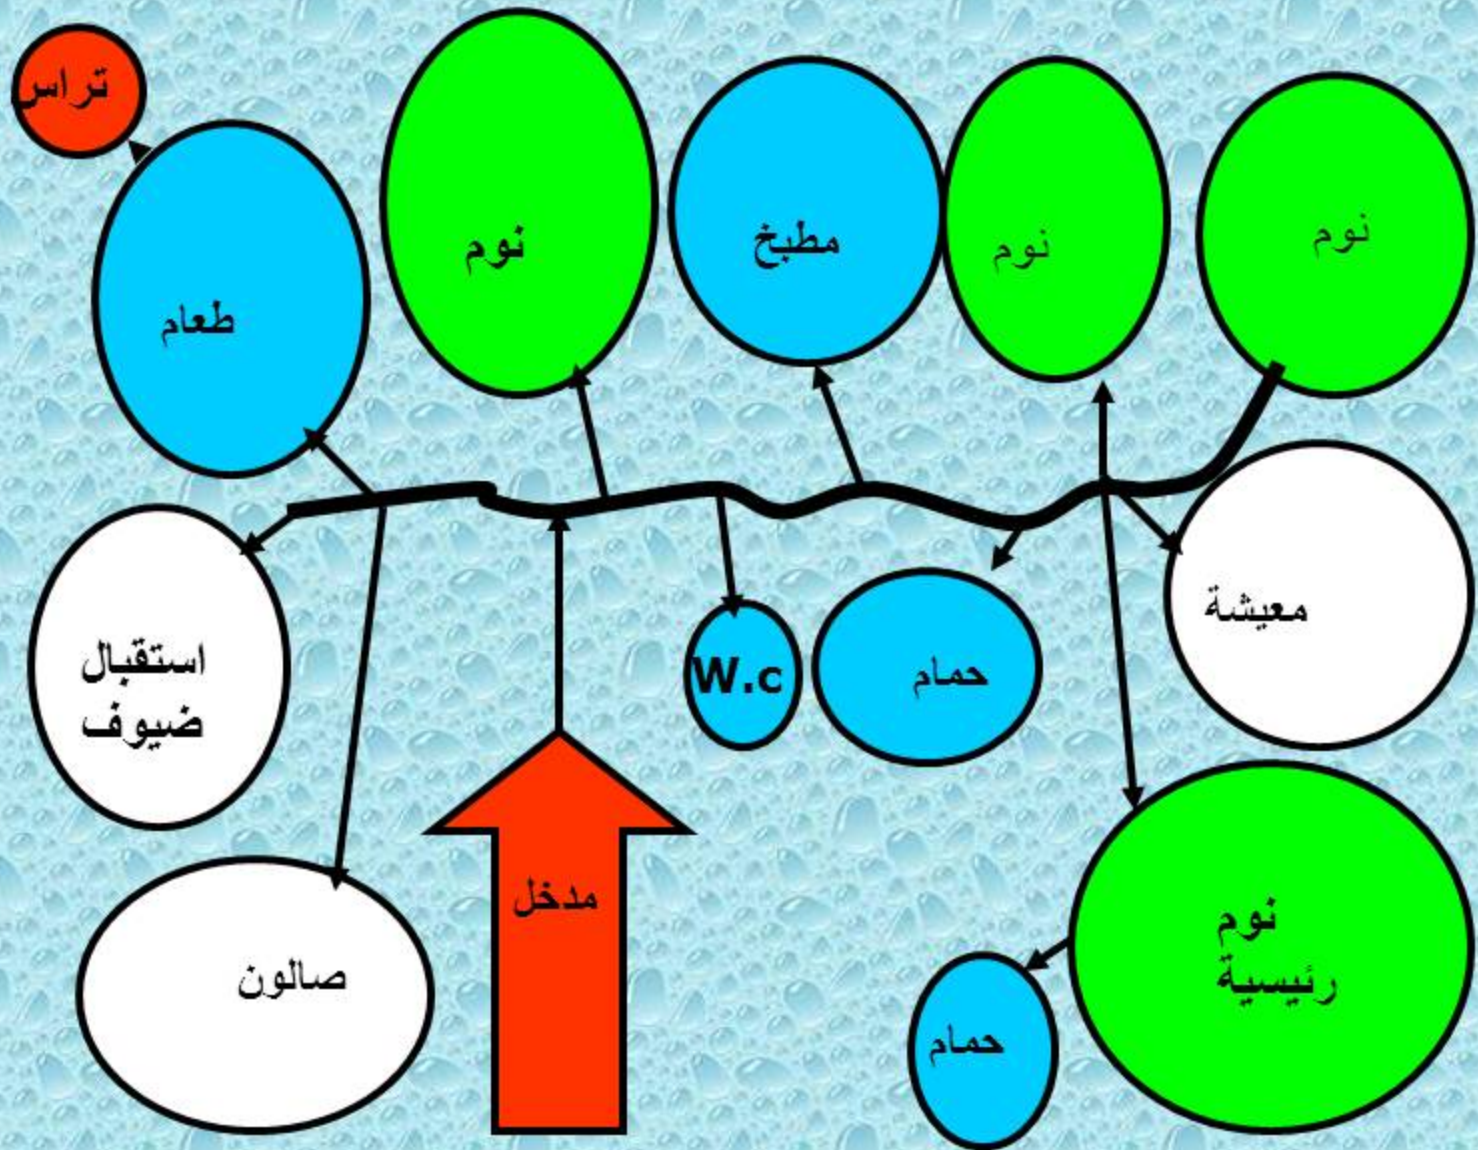 تراس
نوم
مطبخ
نوم
نوم
طعام
استقبال
ضيوف
W.c
حمام
معيشة
مدخل
صالون
حمام
نوم
رئيسية